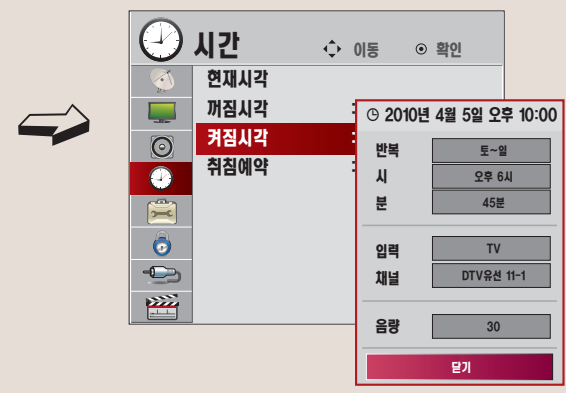 시간 이동 확인
현재시각
꺼짐시각 :
켜짐시각 :
취침예약 :
2010년 4월 5일 오후 10:00
반복 토~일
시 오후 6시
분 45분
입력 TV
채널 DTV유선 11-1
음량 30
닫기